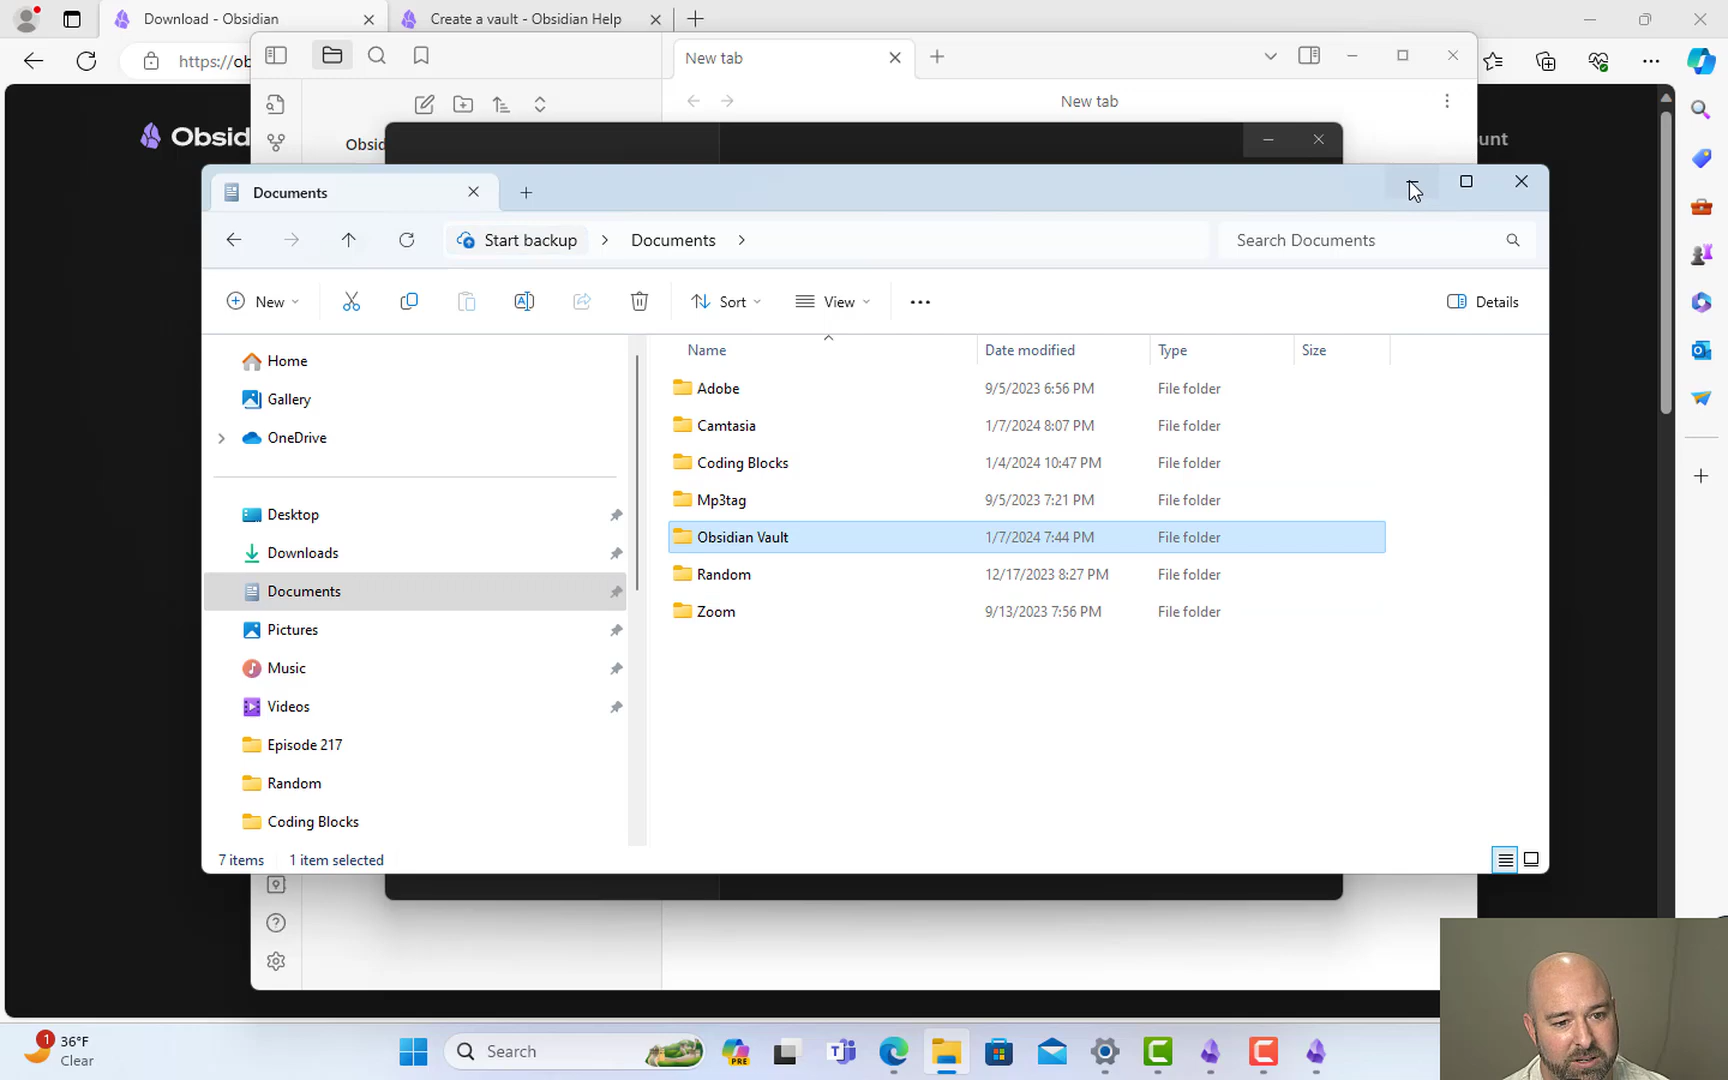 Download - Obsidian
Create a vault - Obsidian Help
https://ob
New tab
New tab
Obsid
Obsid
unt
Documents
Start backup
Documents
Search Documents
New
Sort
View
Details
Home
Gallery
OneDrive
Desktop
Downloads
Documents
Pictures
Music
Videos
Episode 217
Random
Coding Blocks
Name Date modified Type Size
Adobe 9/5/2023 6:56 PM File folder
Camtasia 1/7/2024 8:07 PM File folder
Coding Blocks 1/4/2024 10:47 PM File folder
Mp3tag 9/5/2023 7:21 PM File folder
Obsidian Vault 1/7/2024 7:44 PM File folder
Random 12/17/2023 8:27 PM File folder
Zoom 9/13/2023 7:56 PM File folder
7 items 1 item selected
1
36°F
Clear
Search
PRE